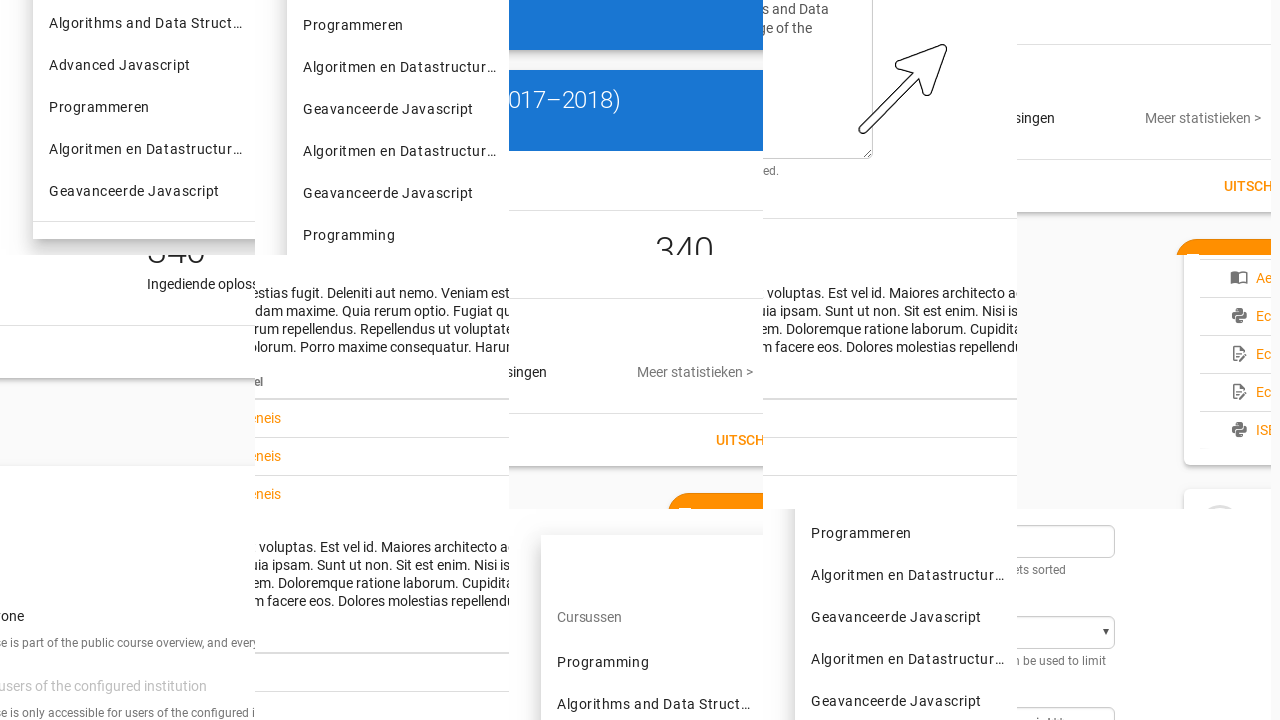 Algorithms and Data Struct…
Advanced Javascript
Programmeren
Algoritmen en Datastructur…
Geavanceerde Javascript
Programmeren
Algoritmen en Datastructur…
Geavanceerde Javascript
Algoritmen en Datastructur…
Geavanceerde Javascript
Programming
017–2018)
340
s and Data
ge of the
ed.
singen
Meer statistieken >
UITSCH
340
Ingediende oploss
estias fugit. Deleniti aut nemo. Veniam est
dam maxime. Quia rerum optio. Fugiat qu
rum repellendus. Repellendus ut voluptate
olorum. Porro maxime consequatur. Harun
el
eneis
eneis
eneis
singen
Meer statistieken >
UITSCH
voluptas. Est vel id. Maiores architecto a
uia ipsam. Sunt ut non. Sit est enim. Nisi is
em. Doloremque ratione laborum. Cupidita
m facere eos. Dolores molestias repellendu
Ae
Ec
Ec
Ec
ISB
one
se is part of the public course overview, and every
users of the configured institution
se is only accessible for users of the configured i
voluptas. Est vel id. Maiores architecto a
uia ipsam. Sunt ut non. Sit est enim. Nisi is
em. Doloremque ratione laborum. Cupidita
m facere eos. Dolores molestias repellendu
Cursussen
Programming
Algorithms and Data Struct…
Programmeren
Algoritmen en Datastructur…
Geavanceerde Javascript
Algoritmen en Datastructur…
Geavanceerde Javascript
ets sorted
n be used to limit